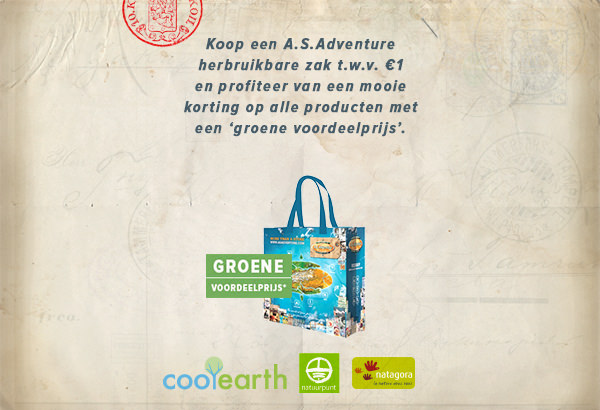 Koop een A.S.Adventure
herbruikbare zak t.w.v. €1
en profiteer van een mooie
korting op alle producten met
een ‘groene voordeelprijs’.
GROENE
VOORDEELPRIJS*
coolearth
natuurpunt
natagora